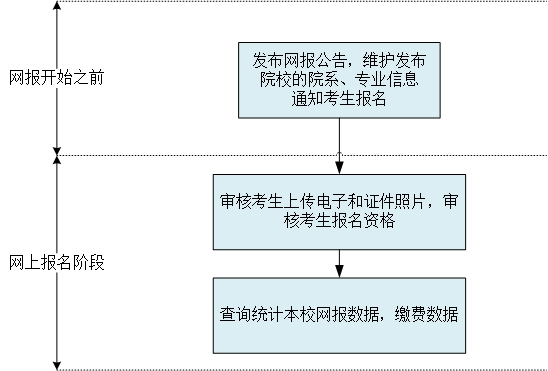 网报开始之前
发布网报公告，维护发布
院校的院系、专业信息
通知考生报名
审核考生上传电子和证件照片，审
核考生报名资格
网上报名阶段
查询统计本校网报数据，缴费数据